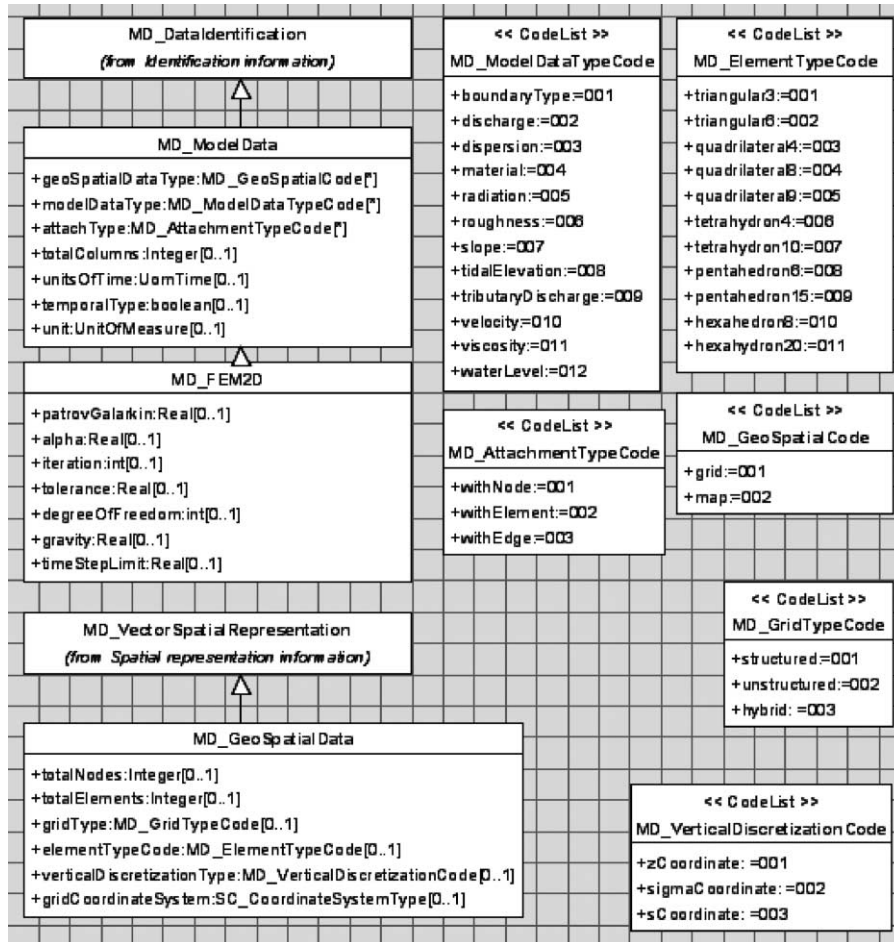 MD_DataIdentification
(from Identification information)
MD_ModelData
+geoSpatialDataType:MD_GeoSpatialCode[*]
+modelDataType:MD_ModelDataTypeCode[*]
+attachType:MD_AttachmentTypeCode[*]
+totalColumns:Integer[0..1]
+unitsOfTime:UomTime[0..1]
+temporalType:boolean[0..1]
+unit:UnitOfMeasure[0..1]
MD_FEM2D
+patrovGalarkin:Real[0..1]
+alpha:Real[0..1]
+iteration:int[0..1]
+tolerance:Real[0..1]
+degreeOfFreedom:int[0..1]
+gravity:Real[0..1]
+timeStepLimit:Real[0..1]
MD_VectorSpatialRepresentation
(from Spatial representation information)
MD_GeoSpatialData
+totalNodes:Integer[0..1]
+totalElements:Integer[0..1]
+gridType:MD_GridTypeCode[0..1]
+elementTypeCode:MD_ElementTypeCode[0..1]
+verticalDiscretizationType:MD_VerticalDiscretizationCode[0..1]
+gridCoordinateSystem:SC_CoordinateSystemType[0..1]
<< CodeList >>
MD_ModelDataTypeCode
+boundaryType:=001
+discharge:=002
+dispersion:=003
+material:=004
+radiation:=005
+roughness:=006
+slope:=007
+tidalElevation:=008
+tributaryDischarge:=009
+velocity:=010
+viscosity:=011
+waterLevel:=012
<< CodeList >>
MD_AttachmentTypeCode
+withNode:=001
+withElement:=002
+withEdge:=003
<< CodeList >>
MD_ElementTypeCode
+triangular3:=001
+triangular6:=002
+quadrilateral4:=003
+quadrilateral8:=004
+quadrilateral9:=005
+tetrahydron4:=006
+tetrahydron10:=007
+pentahedron6:=008
+pentahedron15:=009
+hexahedron8:=010
+hexahydron20:=011
<< CodeList >>
MD_GeoSpatialCode
+grid:=001
+map:=002
<< CodeList >>
MD_GridTypeCode
+structured:=001
+unstructured:=002
+hybrid: =003
<< CodeList >>
MD_VerticalDiscretizationCode
+zCoordinate: =001
+sigmaCoordinate: =002
+sCoordinate: =003